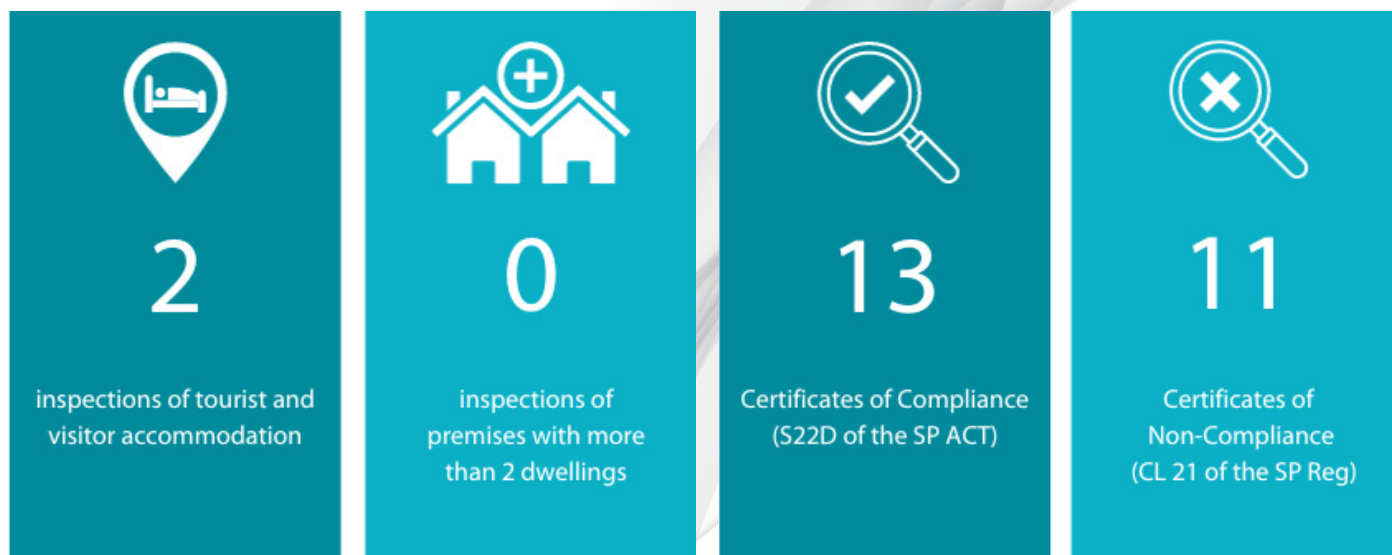 2
inspections of tourist and
visitor accommodation
0
inspections of
premises with more
than 2 dwellings
13
Certificates of Compliance
(S22D of the SP ACT)
11
Certificates of
Non-Compliance
(CL 21 of the SP Reg)